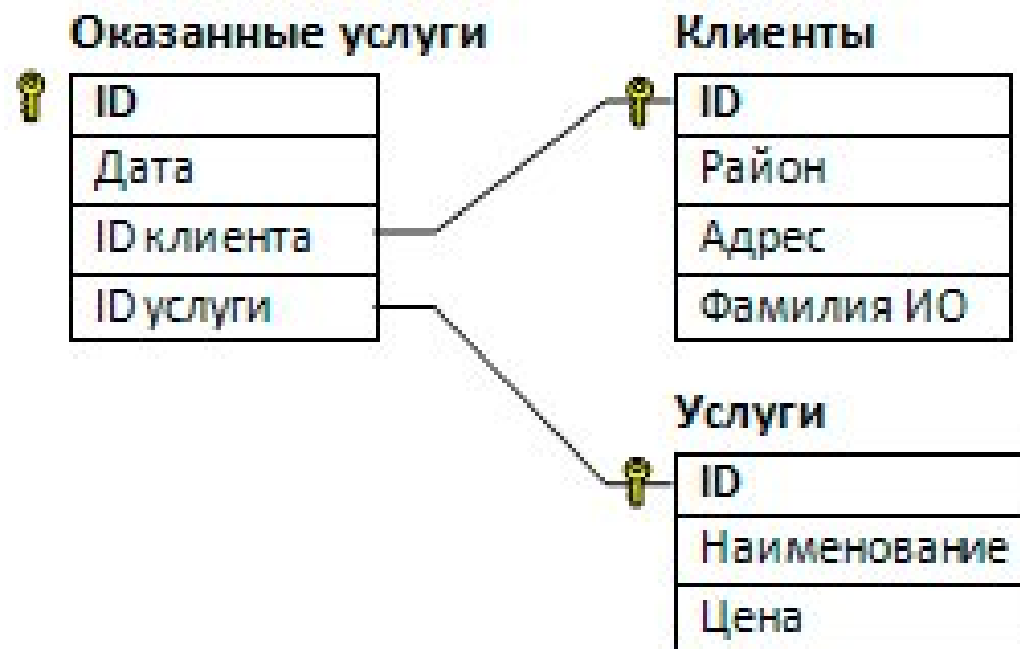 Оказанные услуги
ID
Дата
ID клиента
ID услуги
Клиенты
ID
Район
Адрес
Фамилия ИО
Услуги
ID
Наименование
Цена